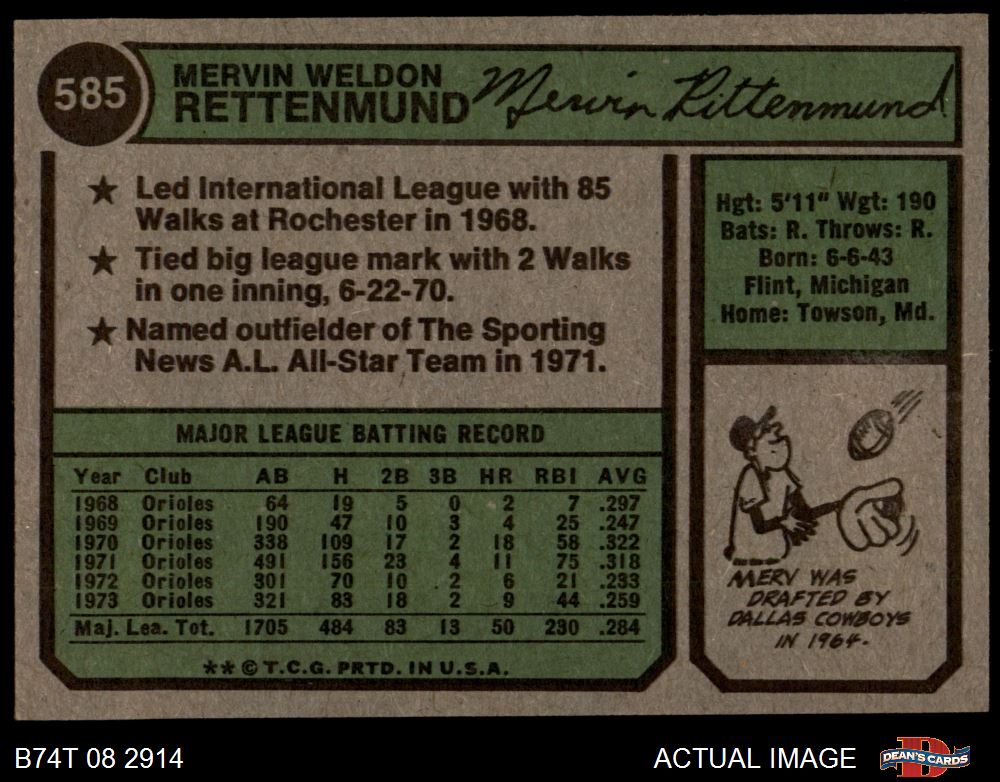 585
MERVIN WELDON
RETTENMUND
Mervin Rittenmund
★ Led International League with 85
Walks at Rochester in 1968.
★ Tied big league mark with 2 Walks
in one inning, 6-22-70.
★ Named outfielder of The Sporting
News A.L. All-Star Team in 1971.
Hgt: 5'11" Wgt: 190
Bats: R. Throws: R.
Born: 6-6-43
Flint, Michigan
Home: Towson, Md.
MAJOR LEAGUE BATTING RECORD
Year Club AB H 2B 3B HR RBI AVG
1968 Orioles 64 19 5 0 2 7 .297
1969 Orioles 190 47 10 3 4 25 .247
1970 Orioles 338 109 17 2 18 58 .322
1971 Orioles 491 156 23 4 11 75 .318
1972 Orioles 301 70 10 2 6 21 .233
1973 Orioles 321 83 18 2 9 44 .259
Maj. Lea. Tot. 1705 484 83 13 50 230 .284
**©T.C.G. PRTD. IN U.S.A.
MERV WAS
DRAFTED BY
DALLAS COWBOYS
IN 1964.
B74T 08 2914
ACTUAL IMAGE
D
DEAN'S CARDS